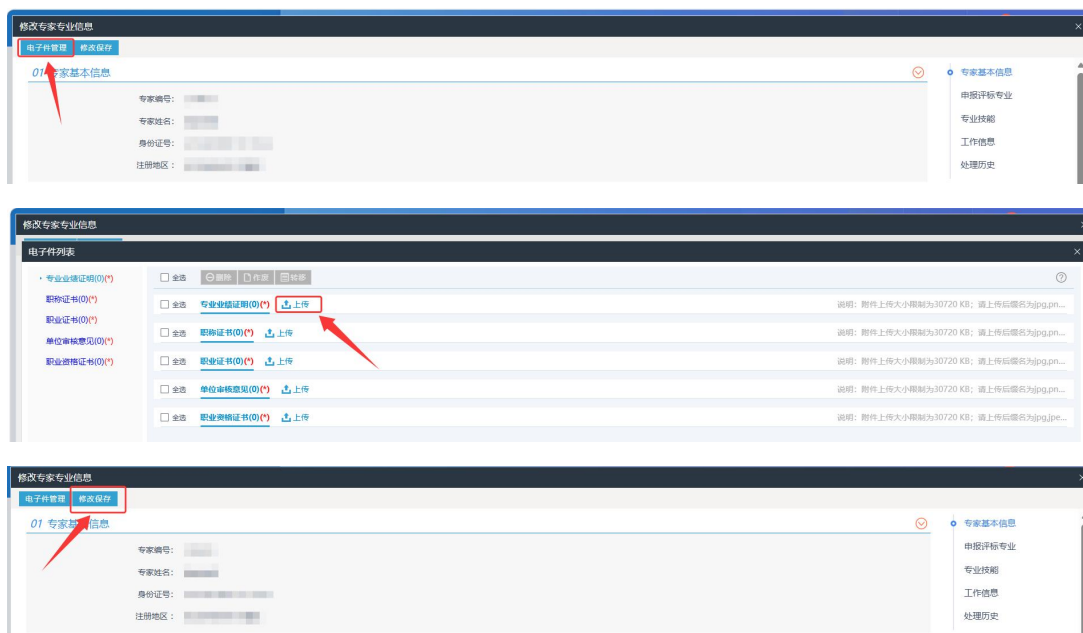 修改专家专业信息
×
电子件管理 修改保存
01 专家基本信息
专家基本信息
申报评标专业
专业技能
工作信息
处理历史
专家编号：
专家姓名：
身份证号：
注册地区：
修改专家专业信息
电子件列表
×
专业业绩证明(0)(*)
职称证书(0)(*)
职业证书(0)(*)
单位审核意见(0)(*)
职业资格证书(0)(*)
全选 删除 作废 转移
全选 专业业绩证明(0)(*) 上传 说明：附件上传大小限制为30720 KB；请上传后缀名为jpg,pn...
全选 职称证书(0)(*) 上传 说明：附件上传大小限制为30720 KB；请上传后缀名为jpg,pn...
全选 职业证书(0)(*) 上传 说明：附件上传大小限制为30720 KB；请上传后缀名为jpg,pn...
全选 单位审核意见(0)(*) 上传 说明：附件上传大小限制为30720 KB；请上传后缀名为jpg,pn...
全选 职业资格证书(0)(*) 上传 说明：附件上传大小限制为30720 KB；请上传后缀名为jpg,jpe...
修改专家专业信息
电子件管理 修改保存
01 专家基本信息
专家基本信息
申报评标专业
专业技能
工作信息
处理历史
专家编号：
专家姓名：
身份证号：
注册地区：